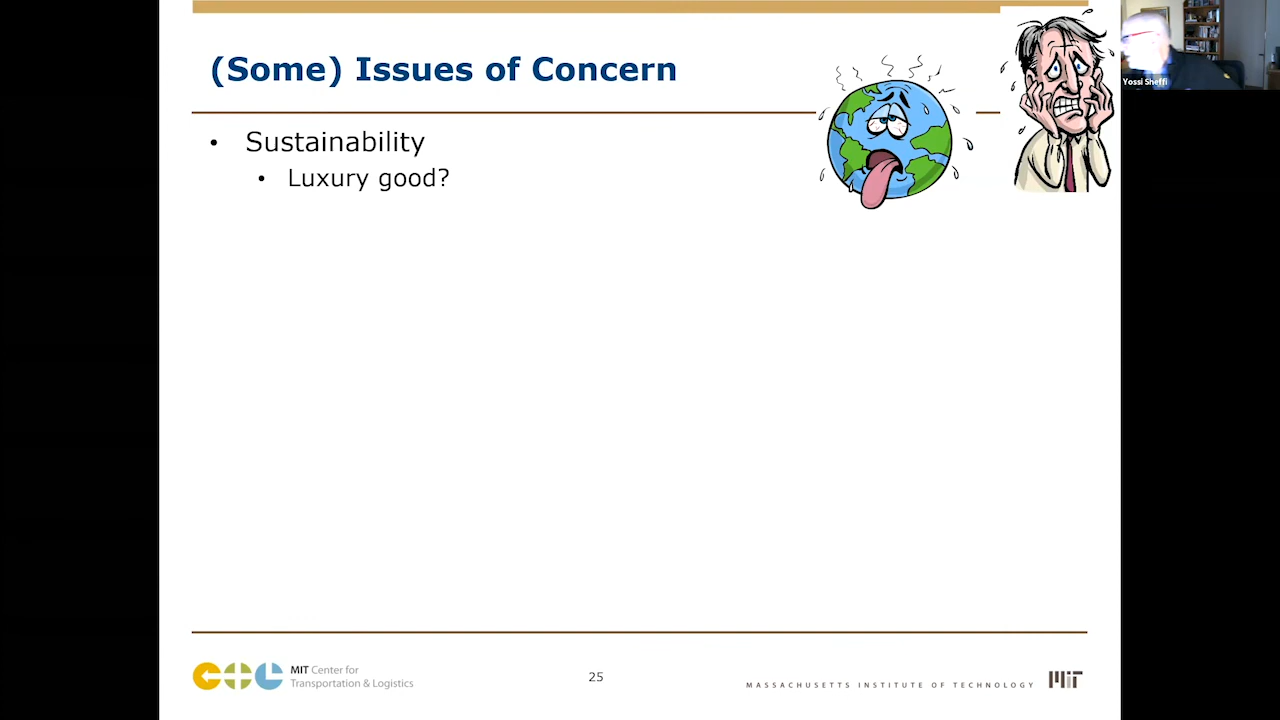 (Some) Issues of Concern
Yossi Sheffi
• Sustainability
• Luxury good?
MIT Center for
Transportation & Logistics
25
MASSACHUSETTS INSTITUTE OF TECHNOLOGY
MIT